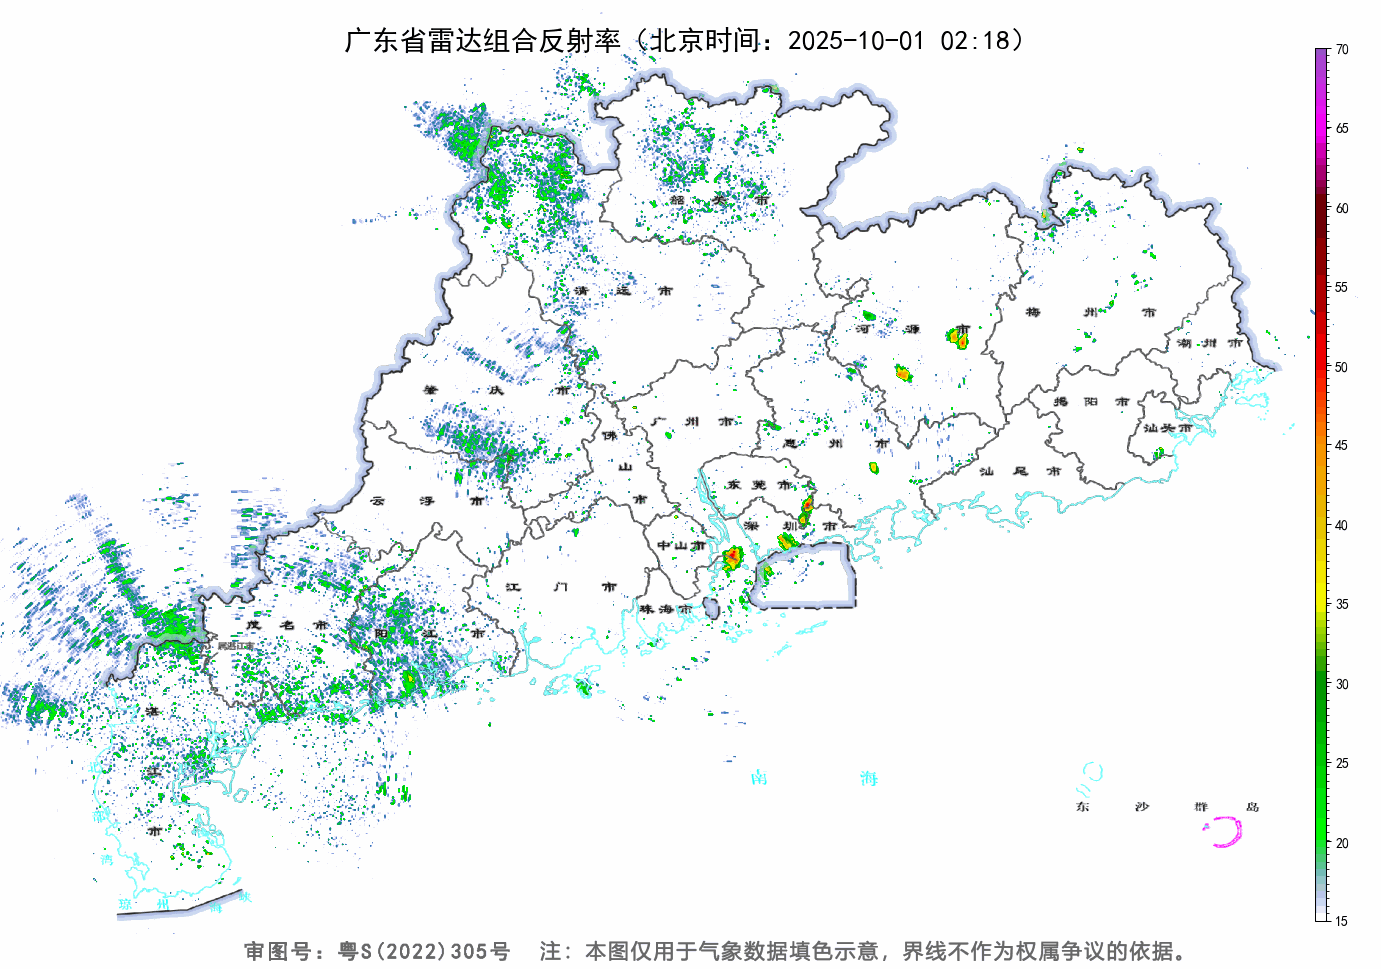 广东省雷达组合反射率（北京时间：2025-10-01 02:18）
70
65
60
55
50
45
40
35
30
25
20
15
韶关市
清远市
河源市
梅州市
潮州市
肇庆市
广州市
揭阳市
汕头市
佛山市
惠州市
汕尾市
云浮市
东莞市
深圳市
中山市
江门市
珠海市
茂名市
阳江市
属湛江市
湛江市
南海
东沙群岛
湾
琼州海峡
审图号：粤S(2022)305号 注：本图仅用于气象数据填色示意，界线不作为权属争议的依据。